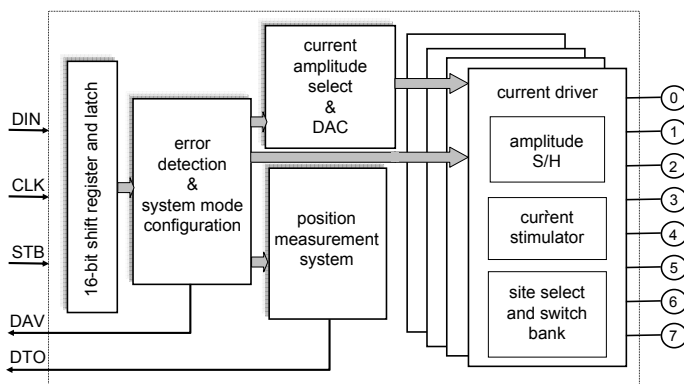 DIN
CLK
STB
DAV
DTO
16-bit shift register and latch
error
detection
&
system mode
configuration
current
amplitude
select
&
DAC
position
measurement
system
current driver
amplitude
S/H
current
stimulator
site select
and switch
bank
0
1
2
3
4
5
6
7